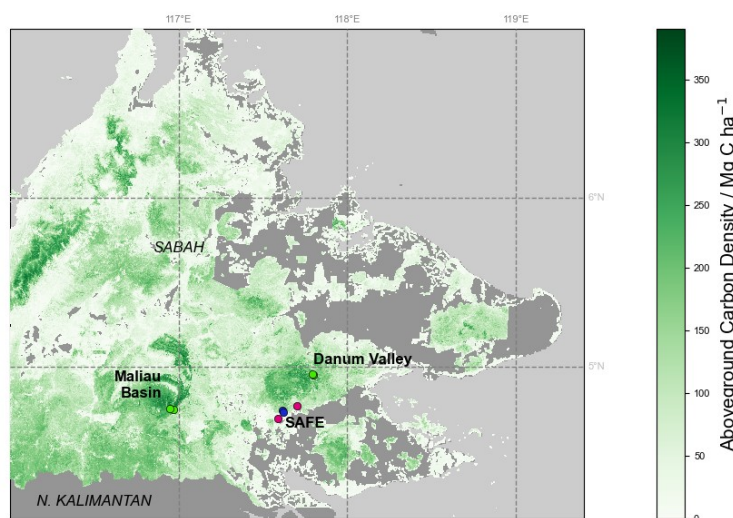 117°E 118°E 119°E
6°N
5°N
SABAH
Danum Valley
Maliau
Basin
SAFE
N. KALIMANTAN
350
300
250
200
150
100
50
0
Aboveground Carbon Density / Mg C ha⁻¹